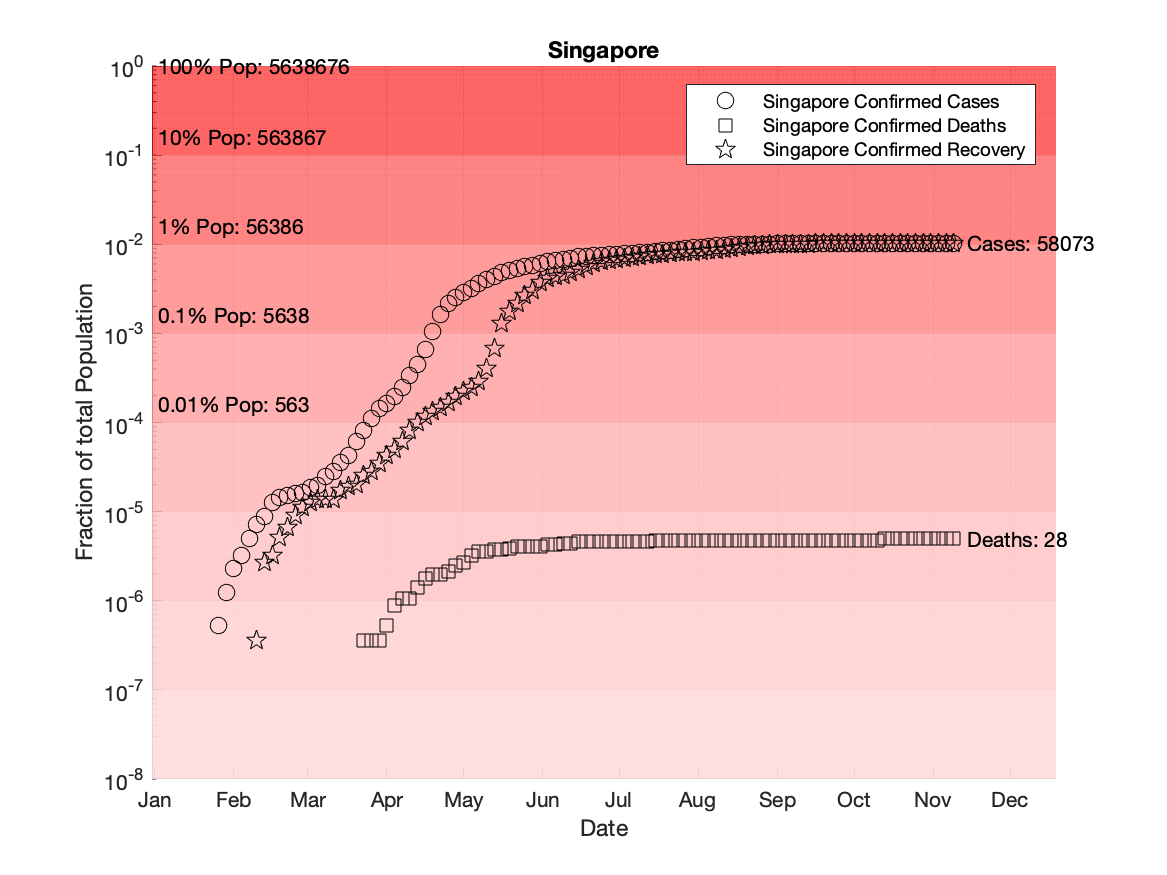 Singapore
10^0
100% Pop: 5638676
Singapore Confirmed Cases
Singapore Confirmed Deaths
Singapore Confirmed Recovery
10% Pop: 563867
10^-1
1% Pop: 56386
10^-2
Cases: 58073
0.1% Pop: 5638
10^-3
0.01% Pop: 563
10^-4
10^-5
Deaths: 28
10^-6
10^-7
10^-8
Fraction of total Population
Jan Feb Mar Apr May Jun Jul Aug Sep Oct Nov Dec
Date